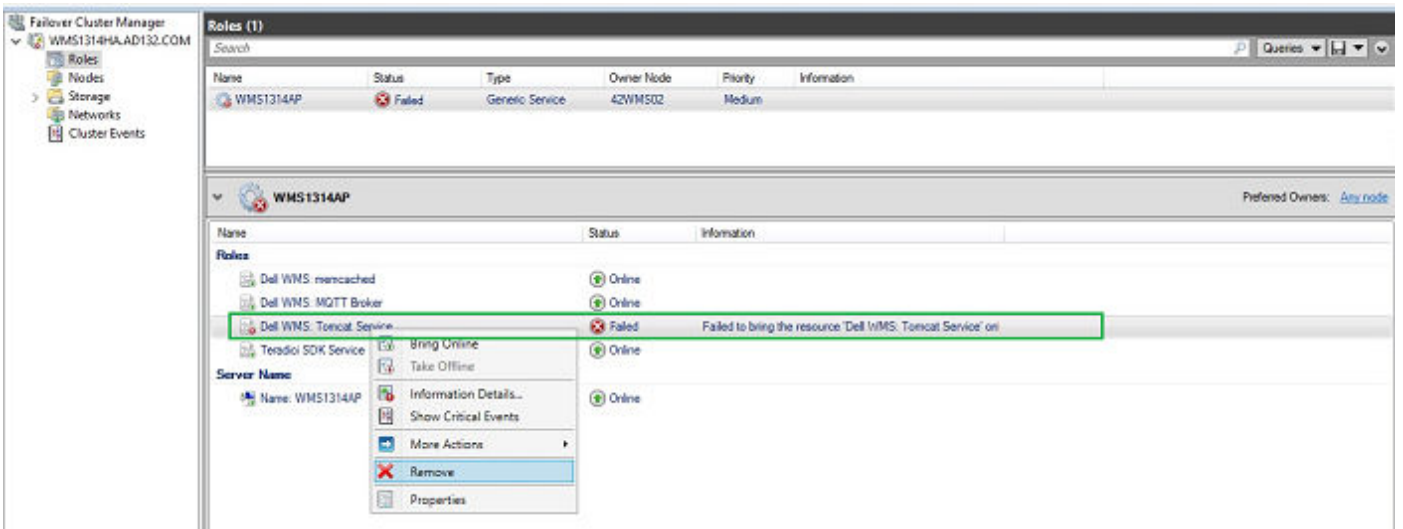 Failover Cluster Manager
WMS1314HA.AD132.COM
Roles
Nodes
Storage
Networks
Cluster Events
Roles (1)
Search
Queries
Name Status Type Owner Node Priority Information
WMS1314AP Failed Generic Service 42WMS02 Medium
WMS1314AP
Preferred Owners: Any node
Name Status Information
Roles
Dell WMS: memcached Online
Dell WMS: MQTT Broker Online
Dell WMS: Tomcat Service Failed Failed to bring the resource 'Dell WMS: Tomcat Service' onl
Teradici SDK Service Online
Server Name
Name: WMS1314AP Online
Bring Online
Take Offline
Information Details...
Show Critical Events
More Actions
Remove
Properties